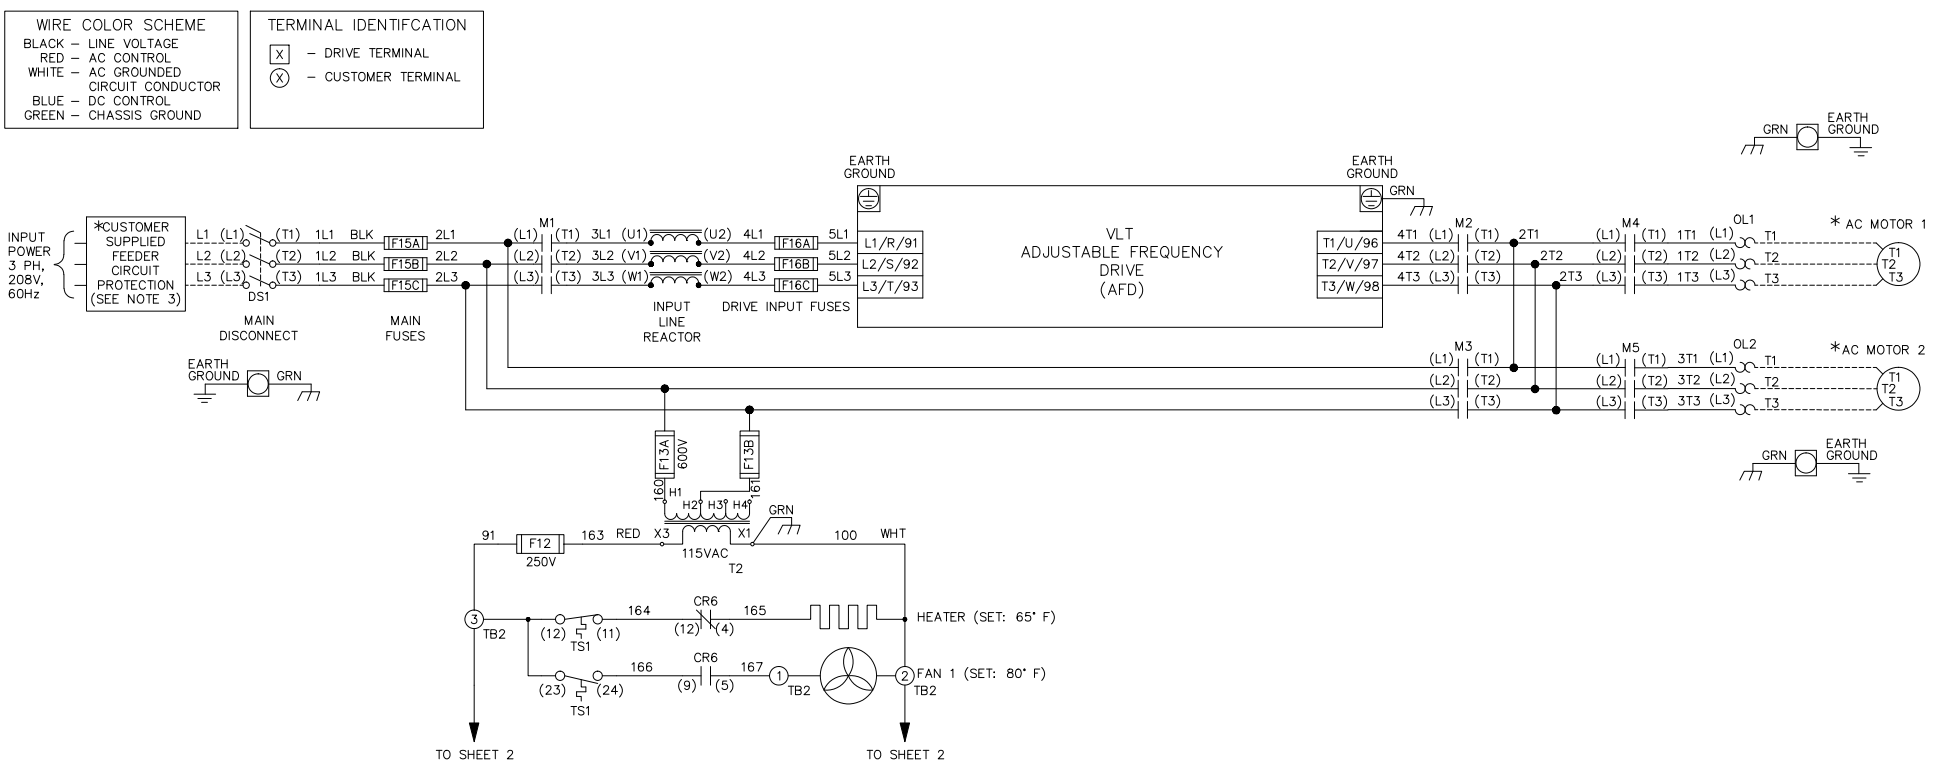 WIRE COLOR SCHEME
BLACK – LINE VOLTAGE
RED – AC CONTROL
WHITE – AC GROUNDED
CIRCUIT CONDUCTOR
BLUE – DC CONTROL
GREEN – CHASSIS GROUND
TERMINAL IDENTIFCATION
X – DRIVE TERMINAL
X – CUSTOMER TERMINAL
GRN EARTH
GROUND
EARTH
GROUND
EARTH
GROUND
GRN
INPUT
POWER
3 PH,
208V,
60Hz
*CUSTOMER
SUPPLIED
FEEDER
CIRCUIT
PROTECTION
(SEE NOTE 3)
L1 (L1) (T1) 1L1 BLK F15A 2L1 (L1) M1 (T1) 3L1 (U1) (U2) 4L1 F16A 5L1 L1/R/91
L2 (L2) (T2) 1L2 BLK F15B 2L2 (L2) (T2) 3L2 (V1) (V2) 4L2 F16B 5L2 L2/S/92
L3 (L3) (T3) 1L3 BLK F15C 2L3 (L3) (T3) 3L3 (W1) (W2) 4L3 F16C 5L3 L3/T/93
DS1
MAIN
DISCONNECT
MAIN
FUSES
INPUT
LINE
REACTOR
DRIVE INPUT FUSES
VLT
ADJUSTABLE FREQUENCY
DRIVE
(AFD)
T1/U/96 4T1 (L1) M2 (T1) 2T1 (L1) M4 (T1) 1T1 (L1) OL1 T1
T2/V/97 4T2 (L2) (T2) 2T2 (L2) (T2) 1T2 (L2) T2
T3/W/98 4T3 (L3) (T3) 2T3 (L3) (T3) 1T3 (L3) T3
* AC MOTOR 1
T1
T2
T3
EARTH
GROUND GRN
(L1) M3 (T1) (L1) M5 (T1) 3T1 (L1) OL2 T1
(L2) (T2) (L2) (T2) 3T2 (L2) T2
(L3) (T3) (L3) (T3) 3T3 (L3) T3
*AC MOTOR 2
T1
T2
T3
GRN EARTH
GROUND
F13A
600V
F13B
160
161
H1
H2 H3 H4
GRN
91 F12 163 RED X3 X1 100 WHT
250V
115VAC
T2
3
TB2
(12) (11)
TS1
164
CR6
(12) (4)
165
HEATER (SET: 65° F)
(23) (24)
TS1
166
CR6
(9) (5)
167
1
TB2
2
TB2
FAN 1 (SET: 80° F)
TO SHEET 2
TO SHEET 2